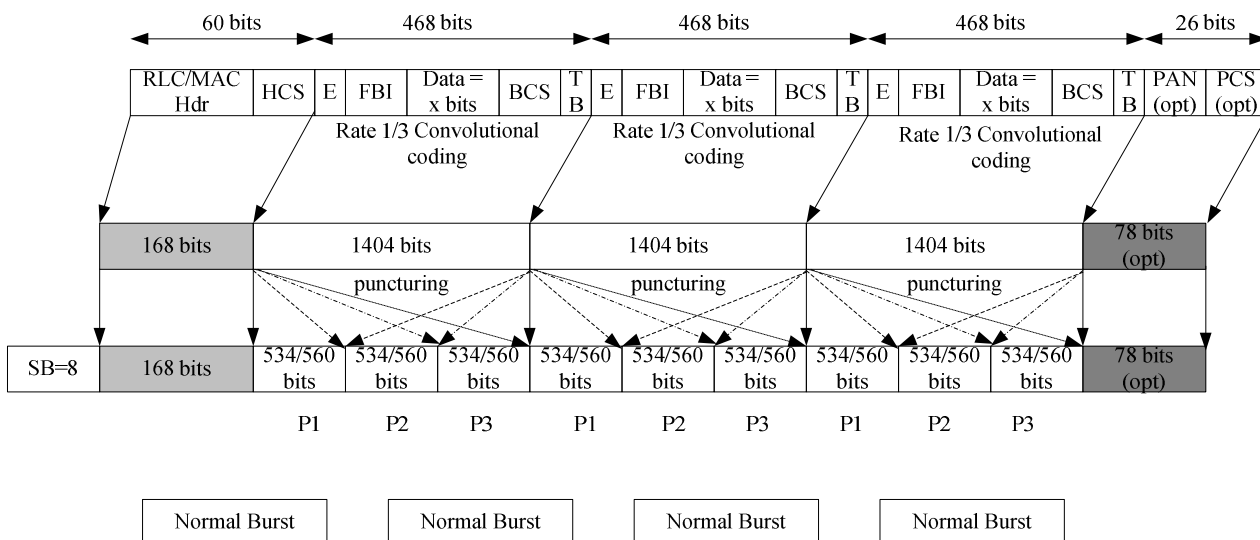 60 bits 468 bits 468 bits 468 bits 26 bits
RLC/MAC Hdr HCS E FBI Data = x bits BCS T B E FBI Data = x bits BCS T B E FBI Data = x bits BCS T B PAN (opt) PCS (opt)
Rate 1/3 Convolutional coding Rate 1/3 Convolutional coding Rate 1/3 Convolutional coding
168 bits 1404 bits 1404 bits 1404 bits 78 bits (opt)
puncturing puncturing puncturing
SB=8 168 bits 534/560 bits 534/560 bits 534/560 bits 534/560 bits 534/560 bits 534/560 bits 534/560 bits 534/560 bits 534/560 bits 78 bits (opt)
P1 P2 P3 P1 P2 P3 P1 P2 P3
Normal Burst Normal Burst Normal Burst Normal Burst